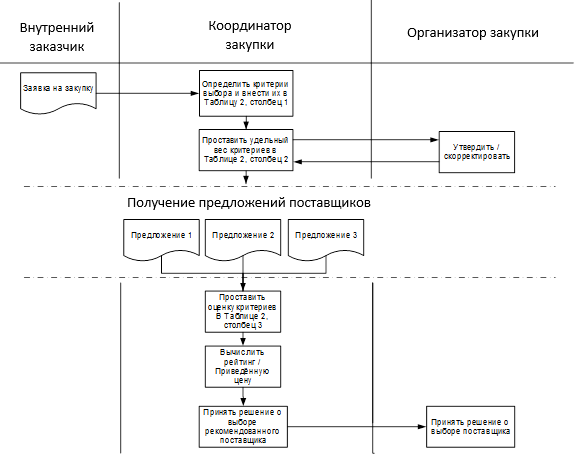 Внутренний
заказчик
Координатор
закупки
Организатор закупки
Заявка на закупку
Определить критерии
выбора и внести их в
Таблицу 2, столбец 1
Проставить удельный
вес критериев в
Таблице 2, столбец 2
Утвердить /
скорректировать
Получение предложений поставщиков
Предложение 1
Предложение 2
Предложение 3
Проставить
оценку критериев
В Таблице 2,
столбец 3
Вычислить
рейтинг /
Приведённую
цену
Принять решение о
выборе
рекомендованного
поставщика
Принять решение о
выборе поставщика